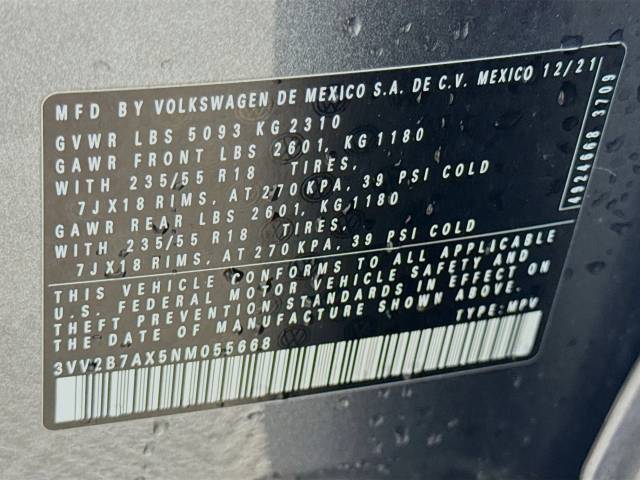 MFD BY VOLKSWAGEN DE MEXICO S.A. DE C.V. MEXICO 12/21
GVWR LBS 5093 KG 2310
GAWR FRONT LBS 2601, KG 1180
WITH 235/55 R18 TIRES,
7JX18 RIMS, AT 270 KPA, 39 PSI COLD
GAWR REAR LBS 2601, KG 1180
WITH 235/55 R18 TIRES,
7JX18 RIMS, AT 270 KPA, 39 PSI COLD
THIS VEHICLE CONFORMS TO ALL APPLICABLE
U.S. FEDERAL MOTOR VEHICLE SAFETY AND
THEFT PREVENTION STANDARDS IN EFFECT ON
THE DATE OF MANUFACTURE SHOWN ABOVE.
3VV2B7AX5NM055668 TYPE: MPV
4924668 3709